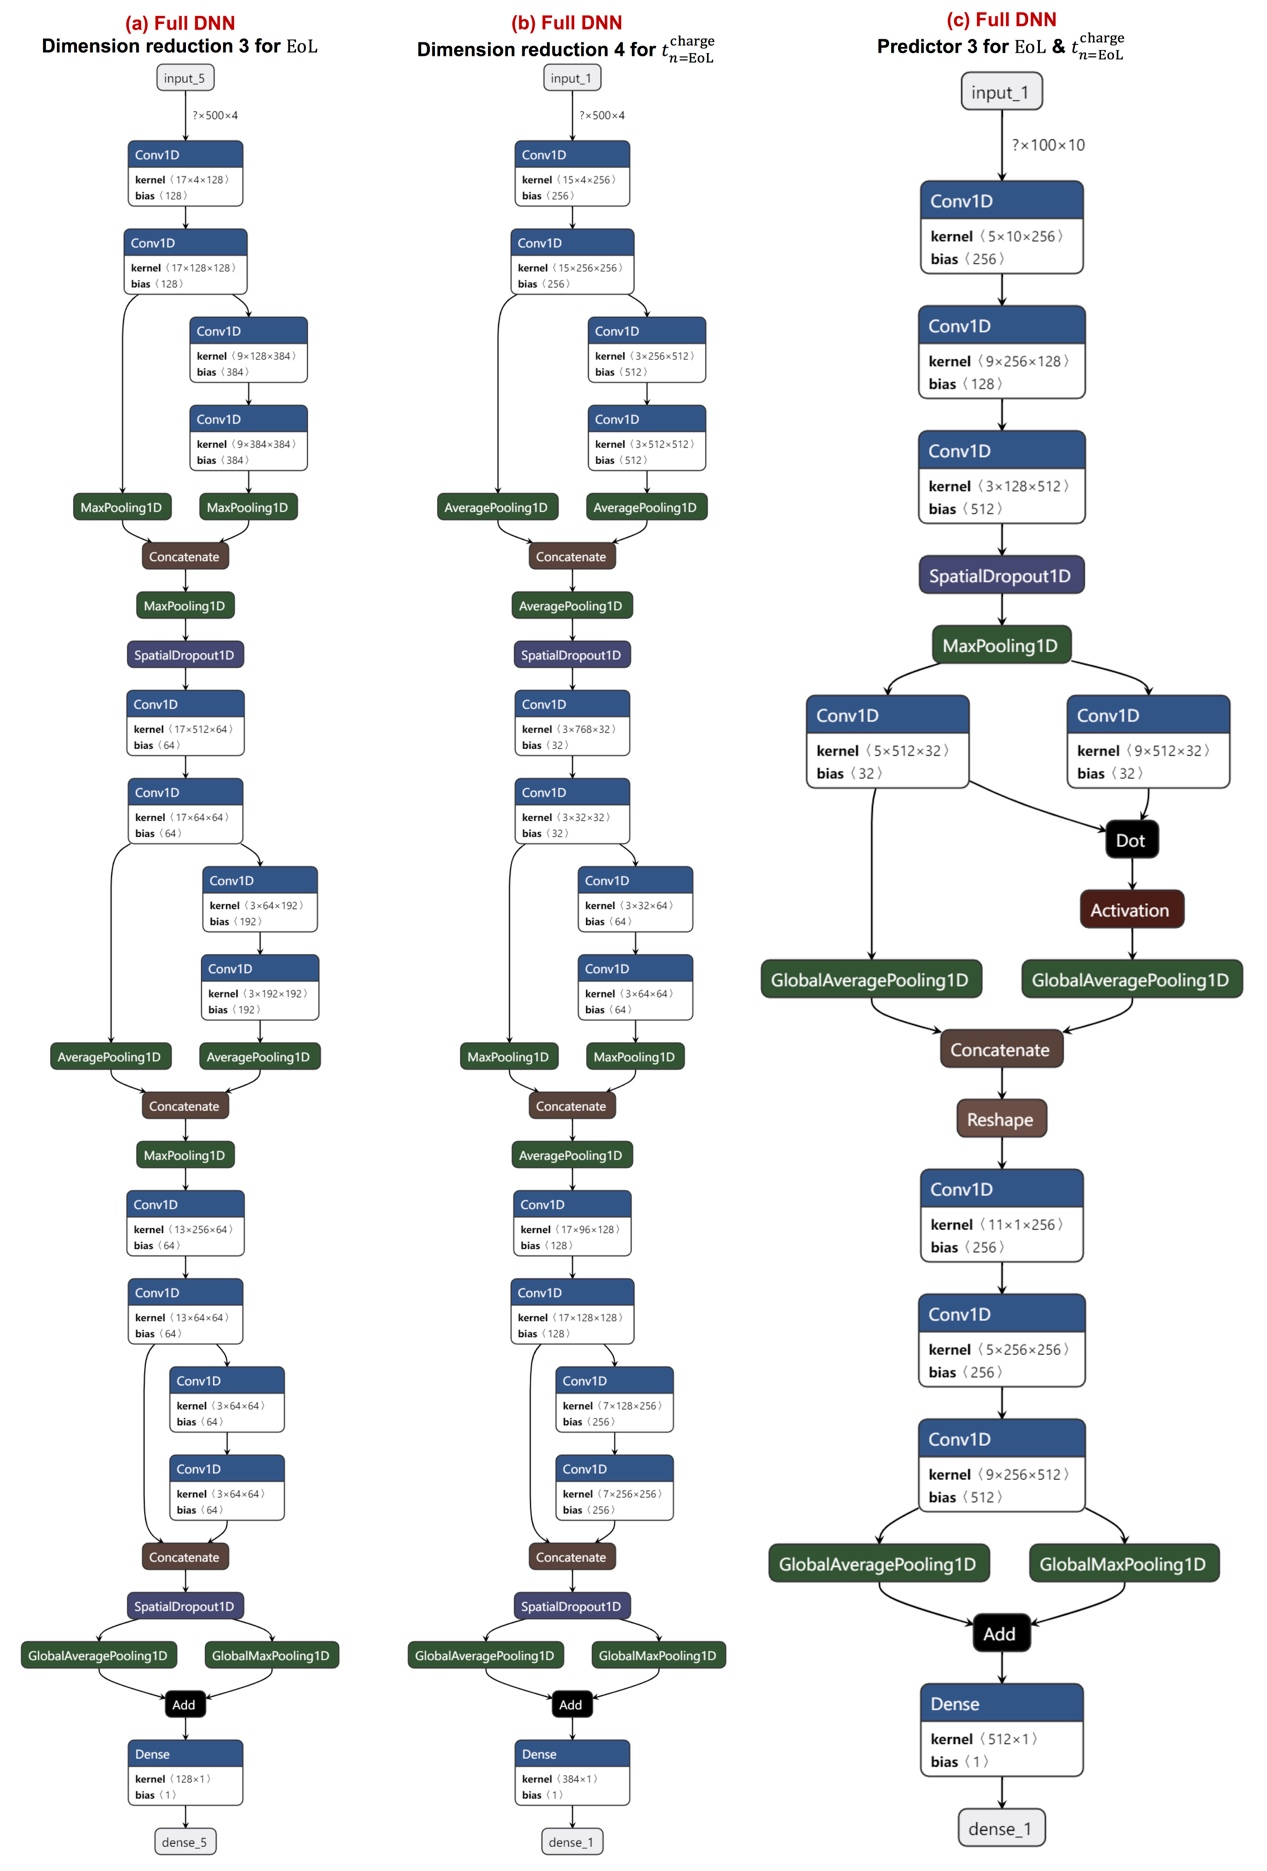 (a) Full DNN
Dimension reduction 3 for EoL
input_5
?×500×4
Conv1D
kernel ⟨17×4×128⟩
bias ⟨128⟩
Conv1D
kernel ⟨17×128×128⟩
bias ⟨128⟩
Conv1D
kernel ⟨9×128×384⟩
bias ⟨384⟩
Conv1D
kernel ⟨9×384×384⟩
bias ⟨384⟩
MaxPooling1D
MaxPooling1D
Concatenate
MaxPooling1D
SpatialDropout1D
Conv1D
kernel ⟨17×512×64⟩
bias ⟨64⟩
Conv1D
kernel ⟨17×64×64⟩
bias ⟨64⟩
Conv1D
kernel ⟨3×64×192⟩
bias ⟨192⟩
Conv1D
kernel ⟨3×192×192⟩
bias ⟨192⟩
AveragePooling1D
AveragePooling1D
Concatenate
MaxPooling1D
Conv1D
kernel ⟨13×256×64⟩
bias ⟨64⟩
Conv1D
kernel ⟨13×64×64⟩
bias ⟨64⟩
Conv1D
kernel ⟨3×64×64⟩
bias ⟨64⟩
Conv1D
kernel ⟨3×64×64⟩
bias ⟨64⟩
Concatenate
SpatialDropout1D
GlobalAveragePooling1D
GlobalMaxPooling1D
Add
Dense
kernel ⟨128×1⟩
bias ⟨1⟩
dense_5
(b) Full DNN
Dimension reduction 4 for t_{n=EoL}^{charge}
input_1
?×500×4
Conv1D
kernel ⟨15×4×256⟩
bias ⟨256⟩
Conv1D
kernel ⟨15×256×256⟩
bias ⟨256⟩
Conv1D
kernel ⟨3×256×512⟩
bias ⟨512⟩
Conv1D
kernel ⟨3×512×512⟩
bias ⟨512⟩
AveragePooling1D
AveragePooling1D
Concatenate
AveragePooling1D
SpatialDropout1D
Conv1D
kernel ⟨3×768×32⟩
bias ⟨32⟩
Conv1D
kernel ⟨3×32×32⟩
bias ⟨32⟩
Conv1D
kernel ⟨3×32×64⟩
bias ⟨64⟩
Conv1D
kernel ⟨3×64×64⟩
bias ⟨64⟩
MaxPooling1D
MaxPooling1D
Concatenate
AveragePooling1D
Conv1D
kernel ⟨17×96×128⟩
bias ⟨128⟩
Conv1D
kernel ⟨17×128×128⟩
bias ⟨128⟩
Conv1D
kernel ⟨7×128×256⟩
bias ⟨256⟩
Conv1D
kernel ⟨7×256×256⟩
bias ⟨256⟩
Concatenate
SpatialDropout1D
GlobalAveragePooling1D
GlobalMaxPooling1D
Add
Dense
kernel ⟨384×1⟩
bias ⟨1⟩
dense_1
(c) Full DNN
Predictor 3 for EoL & t_{n=EoL}^{charge}
input_1
?×100×10
Conv1D
kernel ⟨5×10×256⟩
bias ⟨256⟩
Conv1D
kernel ⟨9×256×128⟩
bias ⟨128⟩
Conv1D
kernel ⟨3×128×512⟩
bias ⟨512⟩
SpatialDropout1D
MaxPooling1D
Conv1D
kernel ⟨5×512×32⟩
bias ⟨32⟩
Conv1D
kernel ⟨9×512×32⟩
bias ⟨32⟩
Dot
Activation
GlobalAveragePooling1D
GlobalAveragePooling1D
Concatenate
Reshape
Conv1D
kernel ⟨11×1×256⟩
bias ⟨256⟩
Conv1D
kernel ⟨5×256×256⟩
bias ⟨256⟩
Conv1D
kernel ⟨9×256×512⟩
bias ⟨512⟩
GlobalAveragePooling1D
GlobalMaxPooling1D
Add
Dense
kernel ⟨512×1⟩
bias ⟨1⟩
dense_1